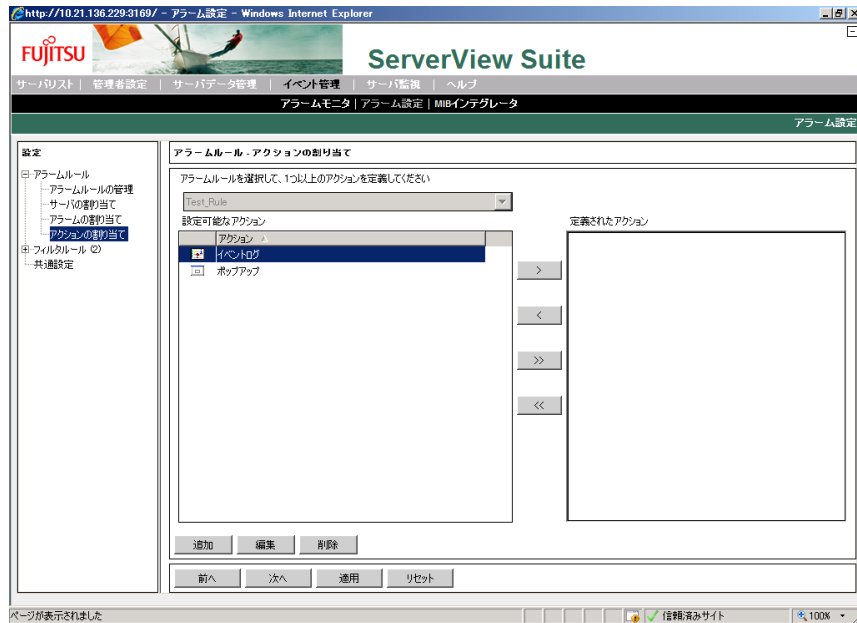 http://10.21.136.229:3169/ - アラーム設定 - Windows Internet Explorer
FUJITSU
ServerView Suite
サーバリスト | 管理者設定 | サーバデータ管理 | イベント管理 | サーバ監視 | ヘルプ
アラームモニタ | アラーム設定 | MIBインテグレータ
アラーム設定
設定
アラームルール
アラームルールの管理
サーバの割り当て
アラームの割り当て
アクションの割り当て
フィルタルール (2)
共通設定
アラームルール - アクションの割り当て
アラームルールを選択して、1つ以上のアクションを定義してください
Test_Rule
設定可能なアクション
アクション
イベントログ
ポップアップ
>
<
>>
<<
定義されたアクション
追加 編集 削除
前へ 次へ 適用 リセット
ページが表示されました
信頼済みサイト
100%